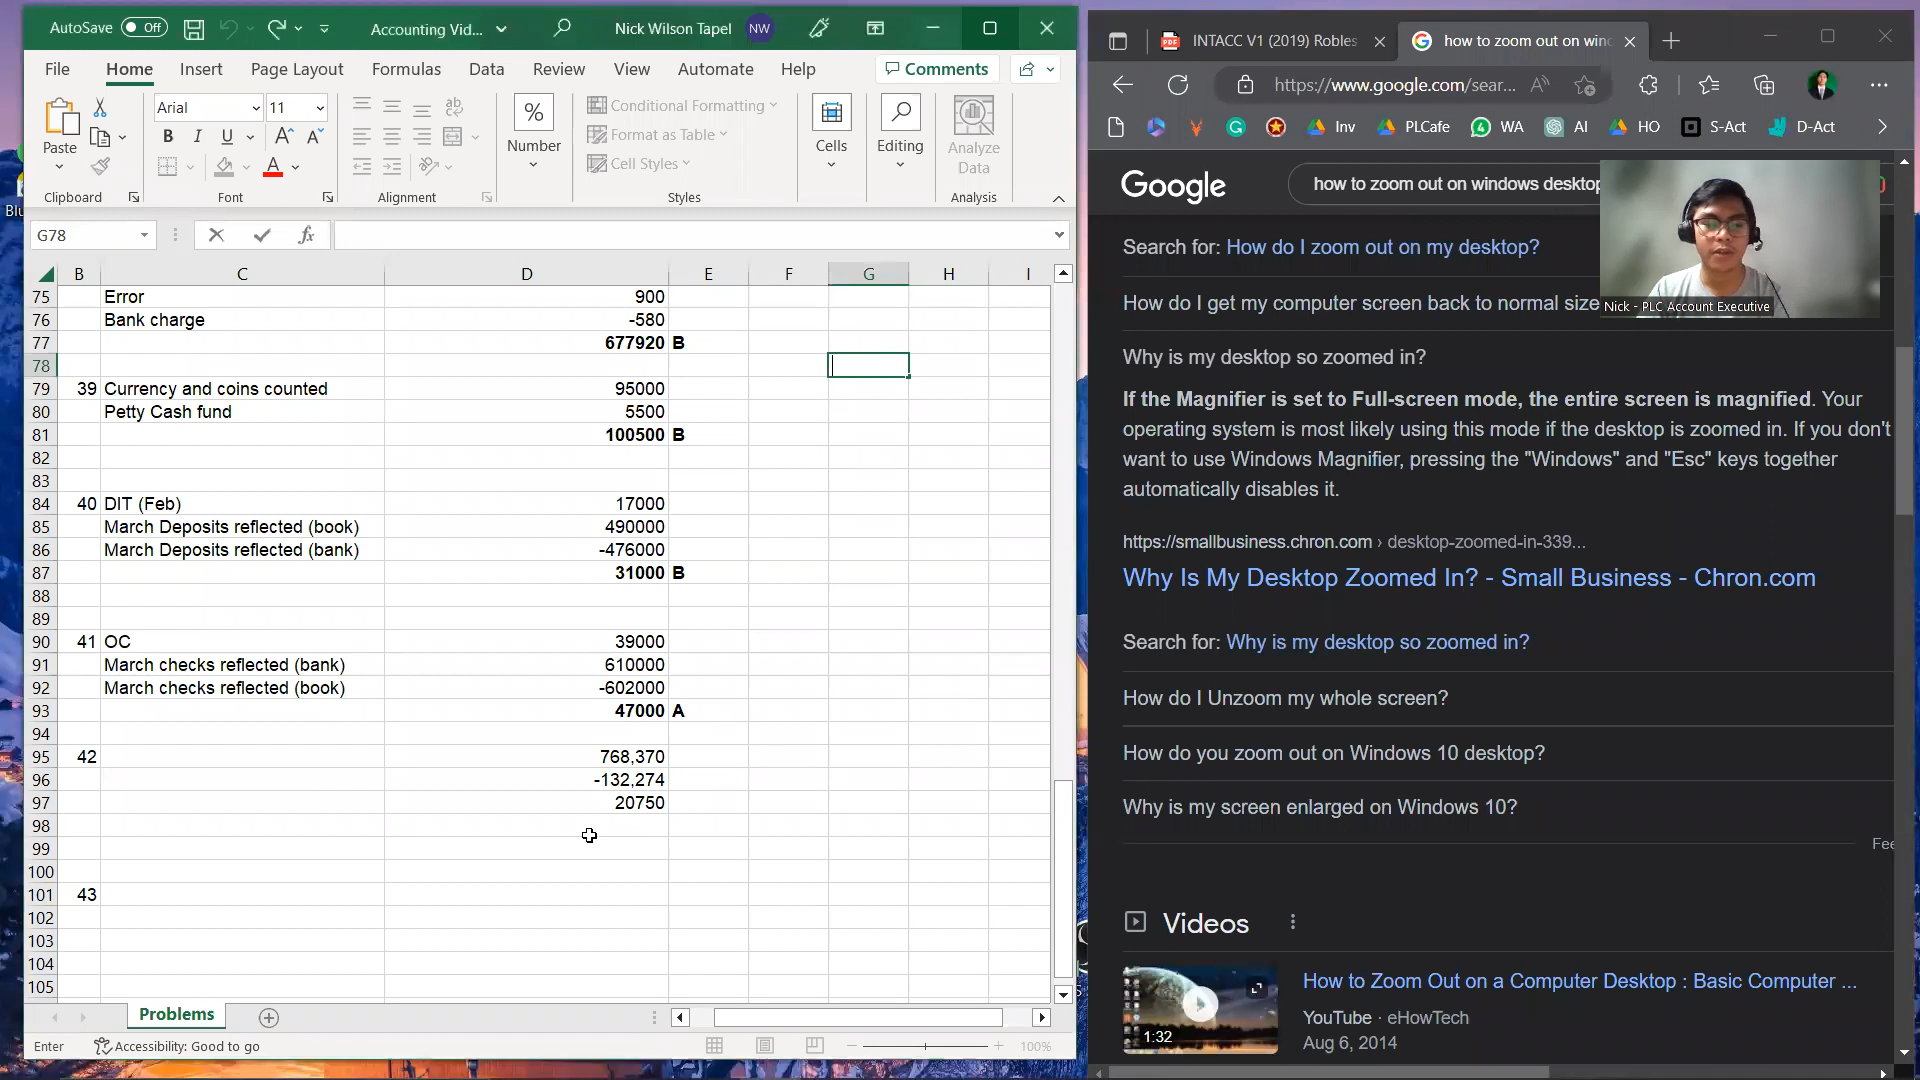 AutoSave Off Accounting Vid... Nick Wilson Tapel NW
File Home Insert Page Layout Formulas Data Review View Automate Help Comments
Arial 11
Paste Number Conditional Formatting Format as Table Cell Styles Cells Editing Analyze Data
Clipboard Font Alignment Styles Analysis
G78 fx
B C D E F G H I
75 Error 900
76 Bank charge -580
77 677920 B
78
79 39 Currency and coins counted 95000
80 Petty Cash fund 5500
81 100500 B
82
83
84 40 DIT (Feb) 17000
85 March Deposits reflected (book) 490000
86 March Deposits reflected (bank) -476000
87 31000 B
88
89
90 41 OC 39000
91 March checks reflected (bank) 610000
92 March checks reflected (book) -602000
93 47000 A
94
95 42 768,370
96 -132,274
97 20750
98
99
100
101 43
102
103
104
105
Problems
Enter Accessibility: Good to go 100%
INTACC V1 (2019) Robles how to zoom out on win
https://www.google.com/sear...
Inv PLCafe 4 WA AI HO S-Act D-Act
Google how to zoom out on windows desktop
Search for: How do I zoom out on my desktop?
How do I get my computer screen back to normal size
Nick - PLC Account Executive
Why is my desktop so zoomed in?
If the Magnifier is set to Full-screen mode, the entire screen is magnified. Your
operating system is most likely using this mode if the desktop is zoomed in. If you don't
want to use Windows Magnifier, pressing the "Windows" and "Esc" keys together
automatically disables it.
https://smallbusiness.chron.com › desktop-zoomed-in-339...
Why Is My Desktop Zoomed In? - Small Business - Chron.com
Search for: Why is my desktop so zoomed in?
How do I Unzoom my whole screen?
How do you zoom out on Windows 10 desktop?
Why is my screen enlarged on Windows 10?
Fee
Videos
How to Zoom Out on a Computer Desktop : Basic Computer ...
YouTube · eHowTech
Aug 6, 2014
1:32